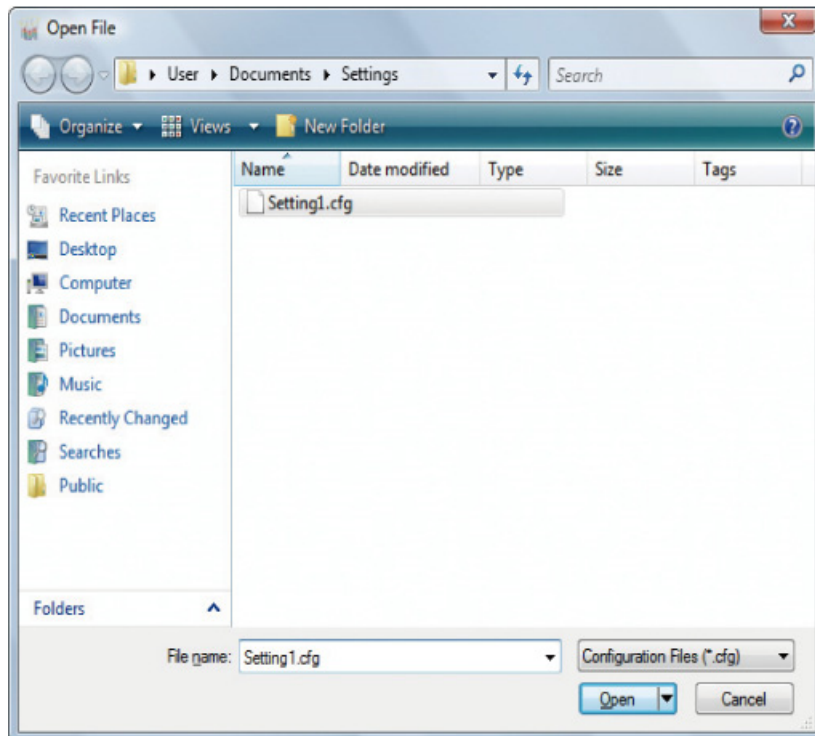 Open File
User ▸ Documents ▸ Settings
Search
Organize
Views
New Folder
Favorite Links
Recent Places
Desktop
Computer
Documents
Pictures
Music
Recently Changed
Searches
Public
Folders
Name Date modified Type Size Tags
Setting1.cfg
File name: Setting1.cfg
Configuration Files (*.cfg)
Open
Cancel